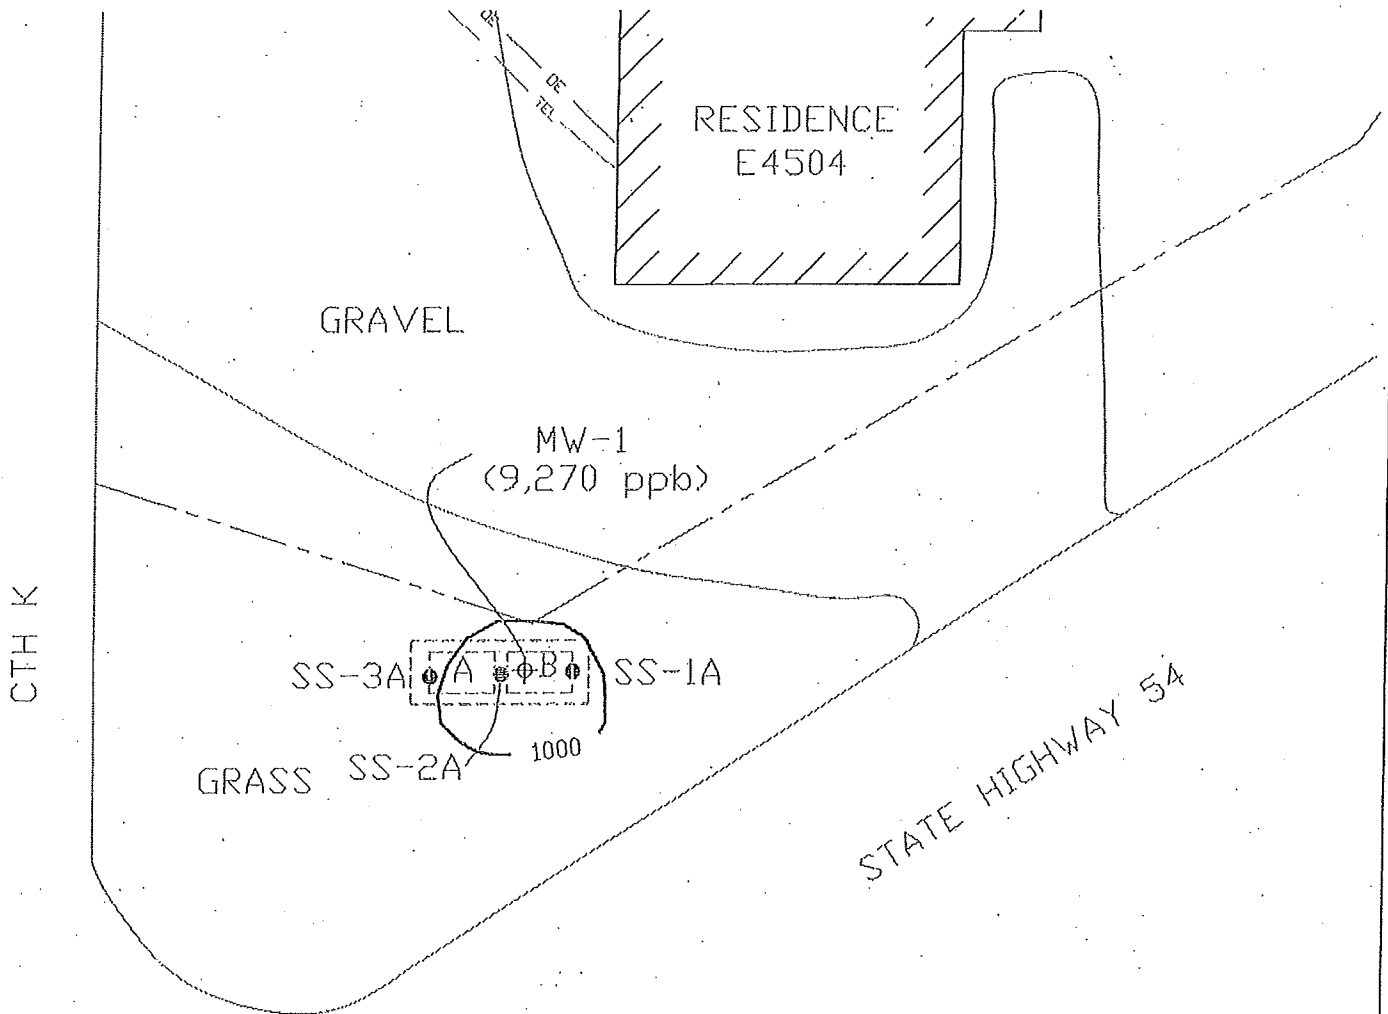 OE
OE
TEL
RESIDENCE
E4504
GRAVEL
MW-1
(9,270 ppb)
CTH K
SS-3A
A
B
SS-1A
1000
SS-2A
GRASS
STATE HIGHWAY 54